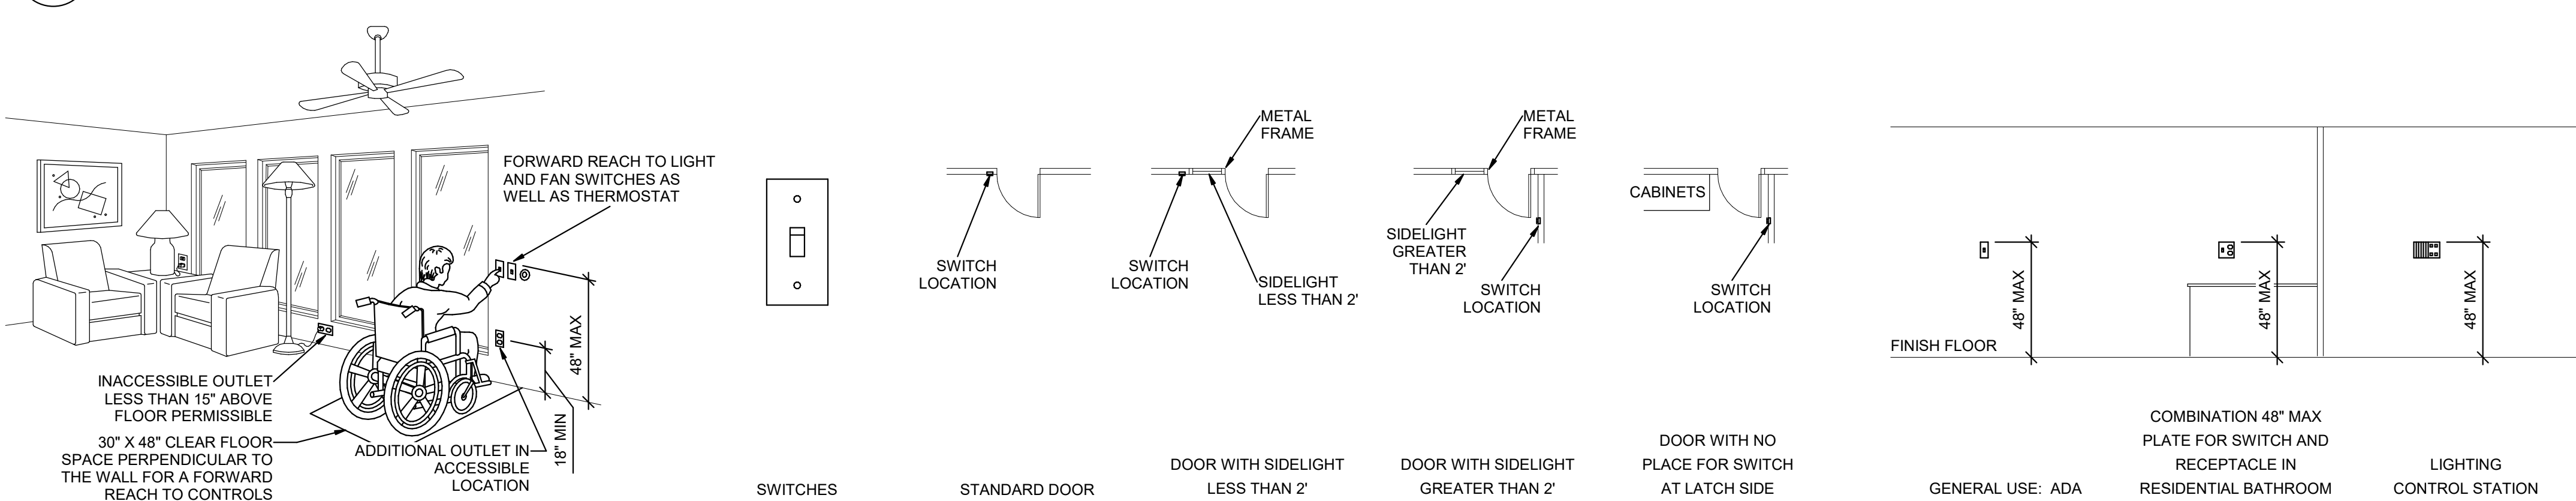 FORWARD REACH TO LIGHT
AND FAN SWITCHES AS
WELL AS THERMOSTAT
48" MAX
18" MIN
INACCESSIBLE OUTLET
LESS THAN 15" ABOVE
FLOOR PERMISSIBLE
30" X 48" CLEAR FLOOR
SPACE PERPENDICULAR TO
THE WALL FOR A FORWARD
REACH TO CONTROLS
ADDITIONAL OUTLET IN
ACCESSIBLE
LOCATION
SWITCHES
SWITCH
LOCATION
STANDARD DOOR
METAL
FRAME
SWITCH
LOCATION
SIDELIGHT
LESS THAN 2'
DOOR WITH SIDELIGHT
LESS THAN 2'
METAL
FRAME
SIDELIGHT
GREATER
THAN 2'
SWITCH
LOCATION
DOOR WITH SIDELIGHT
GREATER THAN 2'
CABINETS
SWITCH
LOCATION
DOOR WITH NO
PLACE FOR SWITCH
AT LATCH SIDE
FINISH FLOOR
48" MAX
GENERAL USE: ADA
48" MAX
COMBINATION 48" MAX
PLATE FOR SWITCH AND
RECEPTACLE IN
RESIDENTIAL BATHROOM
48" MAX
LIGHTING
CONTROL STATION